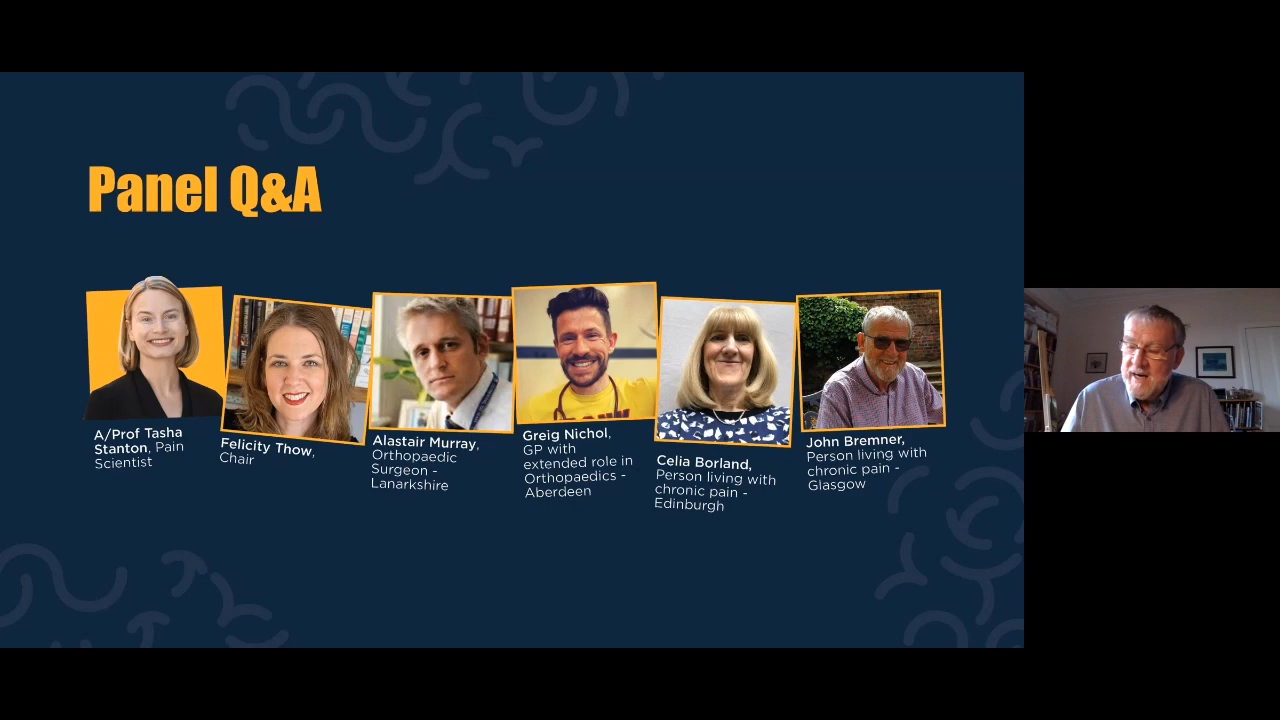 Panel Q&A
A/Prof Tasha
Stanton, Pain
Scientist
Felicity Thow,
Chair
Alastair Murray,
Orthopaedic
Surgeon -
Lanarkshire
Greig Nichol,
GP with
extended role in
Orthopaedics -
Aberdeen
Celia Borland,
Person living with
chronic pain -
Edinburgh
John Bremner,
Person living with
chronic pain -
Glasgow